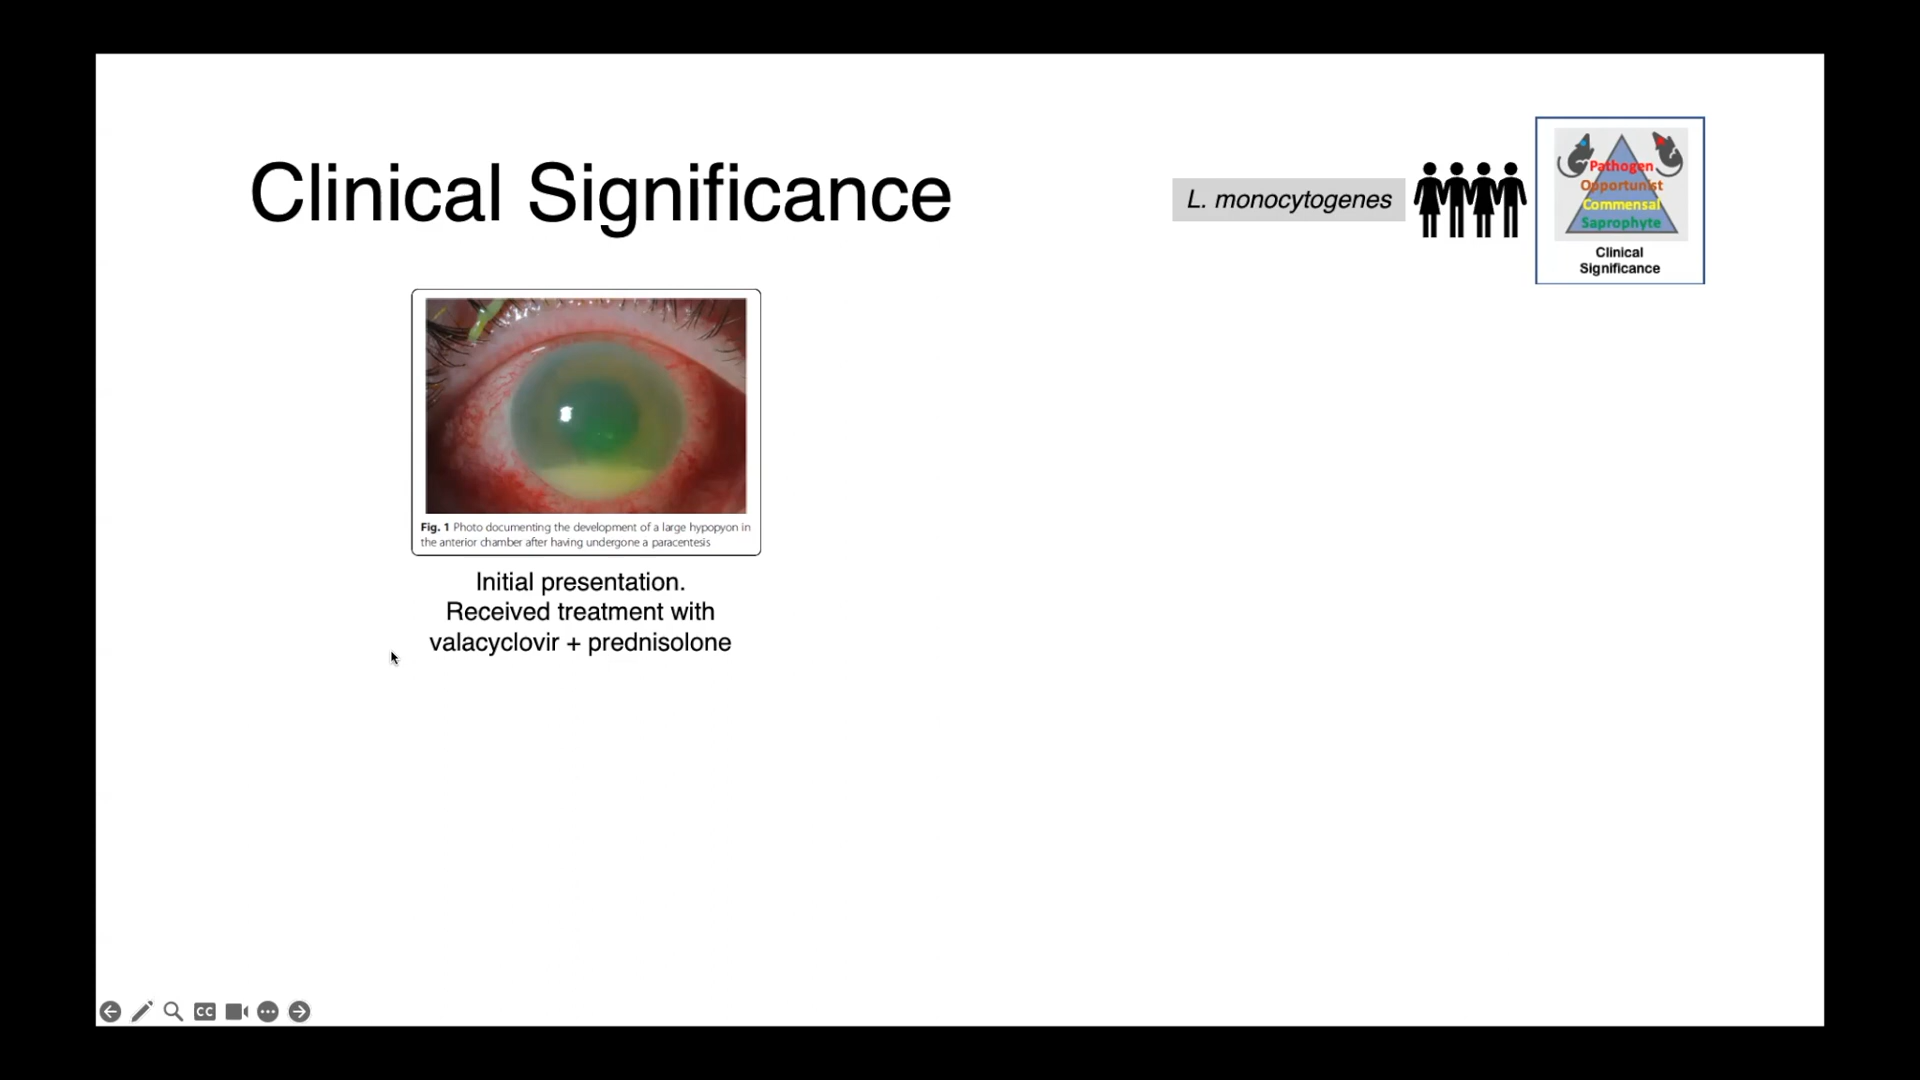 Clinical Significance
L. monocytogenes
Pathogen
Opportunist
Commensal
Saprophyte
Clinical
Significance
Fig. 1 Photo documenting the development of a large hypopyon in
the anterior chamber after having undergone a paracentesis
Initial presentation.
Received treatment with
valacyclovir + prednisolone
CC